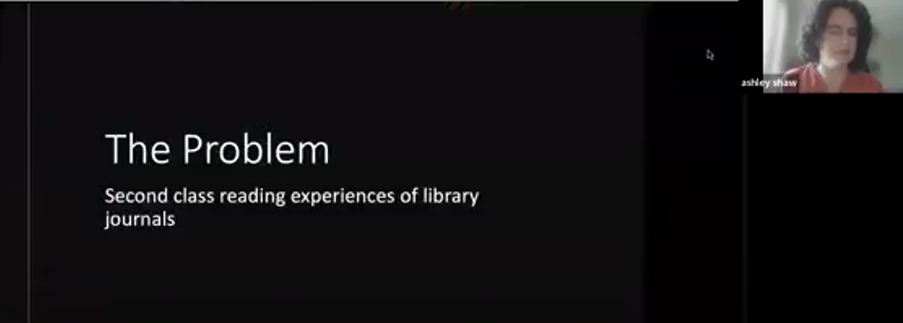 The Problem
Second class reading experiences of library
journals
ashley shaw